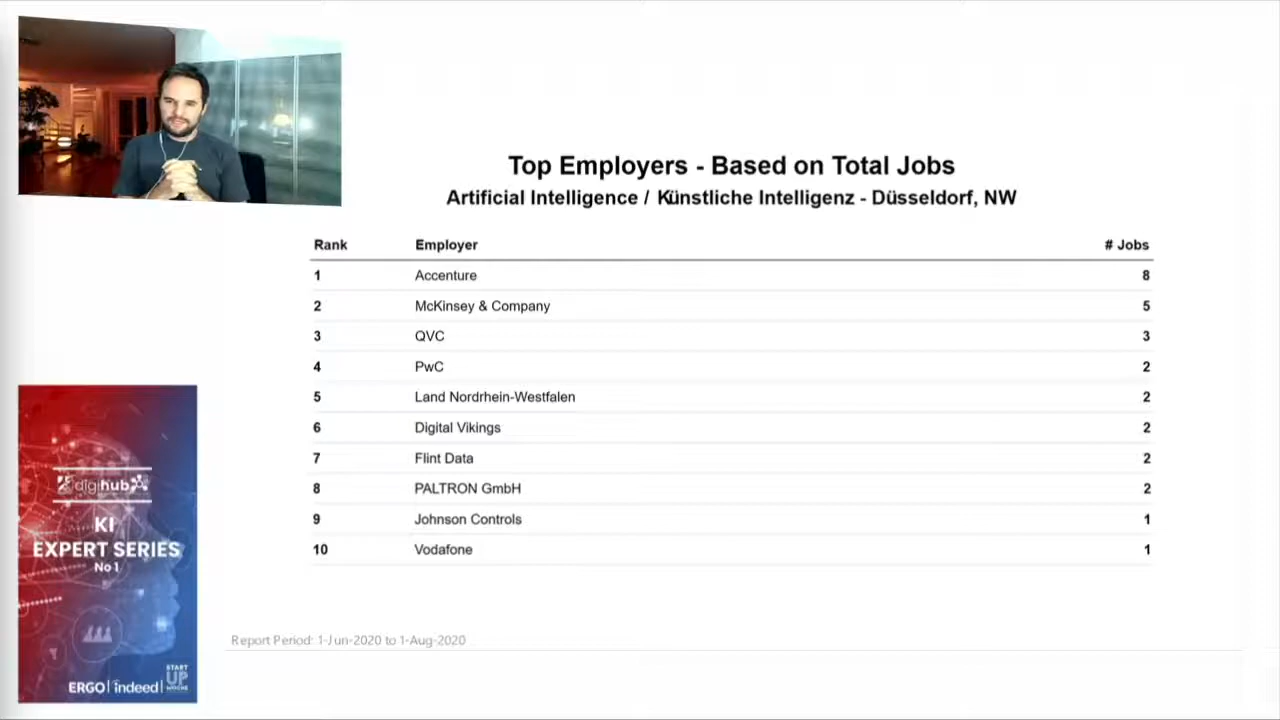 Top Employers - Based on Total Jobs
Artificial Intelligence / Künstliche Intelligenz - Düsseldorf, NW
Rank Employer # Jobs
1 Accenture 8
2 McKinsey & Company 5
3 QVC 3
4 PwC 2
5 Land Nordrhein-Westfalen 2
6 Digital Vikings 2
7 Flint Data 2
8 PALTRON GmbH 2
9 Johnson Controls 1
10 Vodafone 1
Report Period: 1-Jun-2020 to 1-Aug-2020
digihub
KI
EXPERT SERIES
No 1
START
UP
WOCHE
ERGO | indeed |